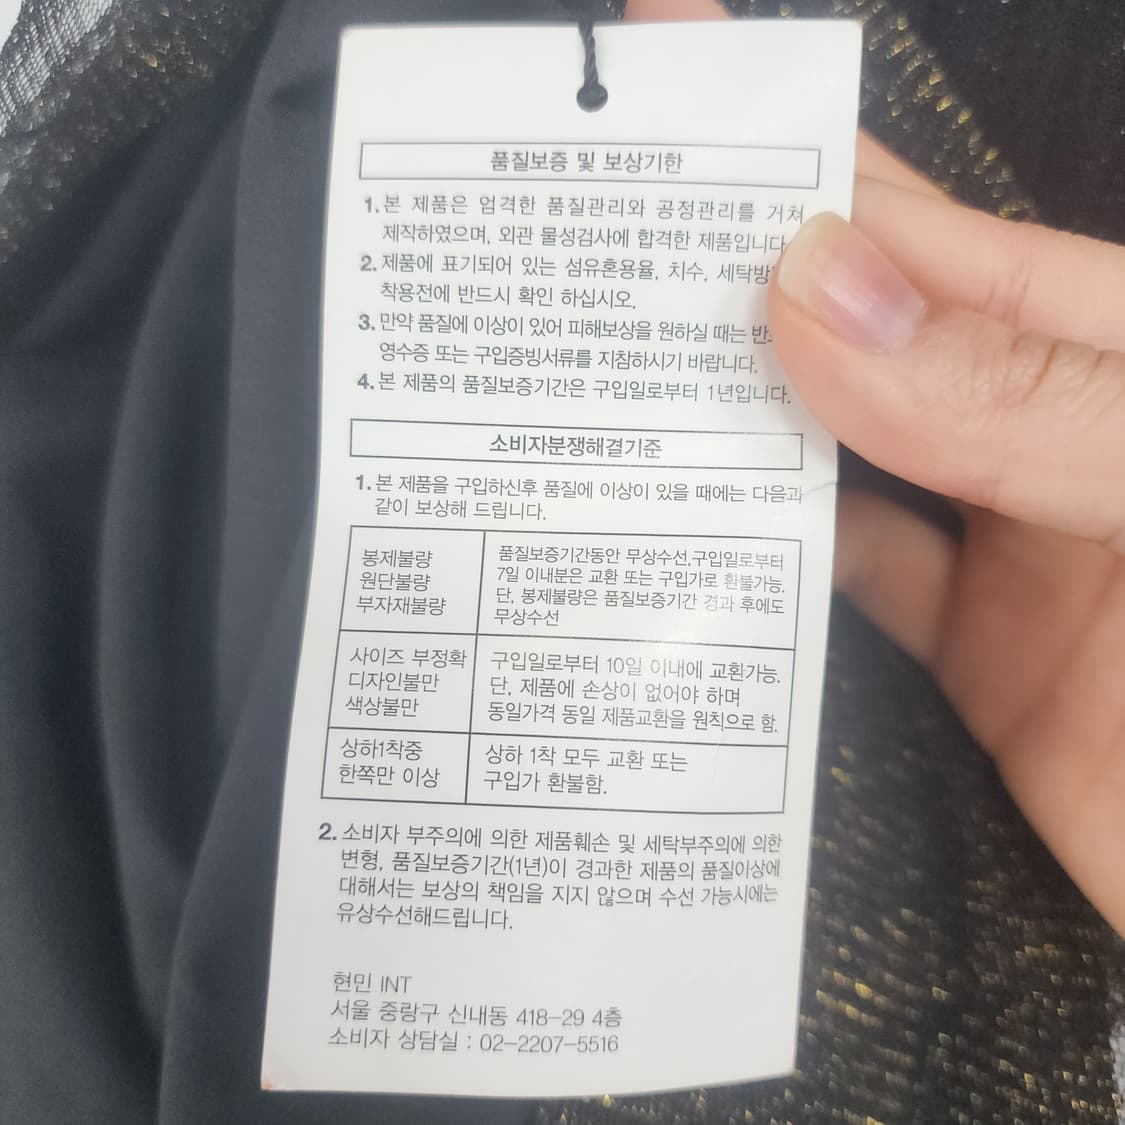 품질보증 및 보상기한
1. 본 제품은 엄격한 품질관리와 공정관리를 거쳐
제작하였으며, 외관 물성검사에 합격한 제품입니다
2. 제품에 표기되어 있는 섬유혼용율, 치수,
착용전에 반드시 확인 하십시오.
3. 만약 품질에 이상이 있어 피해보상을 원하실 때는
영수증 또는 구입증빙서류를 지참하시기 바랍니다.
4. 본 제품의 품질보증기간은 구입일로부터 1년입니다.
소비자분쟁해결기준
1. 본 제품을 구입하신후 품질에 이상이 있을 때에는 다음과
같이 보상해 드립니다.
봉제불량
원단불량
부자재불량
품질보증기간동안 무상수선,구입일로부터
7일 이내분은 교환 또는 구입가로 환불가능.
단, 봉제불량은 품질보증기간 경과 후에도
무상수선
사이즈 부정확
디자인불만
색상불만
구입일로부터 10일 이내에 교환가능.
단, 제품에 손상이 없어야 하며
동일가격 동일 제품교환을 원칙으로 함.
상하1착중
한쪽만 이상
상하 1착 모두 교환 또는
구입가 환불함.
2. 소비자 부주의에 의한 제품훼손 및 세탁부주의에 의한
변형, 품질보증기간(1년)이 경과한 제품의 품질이상에
대해서는 보상의 책임을 지지 않으며 수선 가능시에는
유상수선해드립니다.
현민 INT
서울 중랑구 신내동 418-29 4층
소비자 상담실 : 02-2207-5516